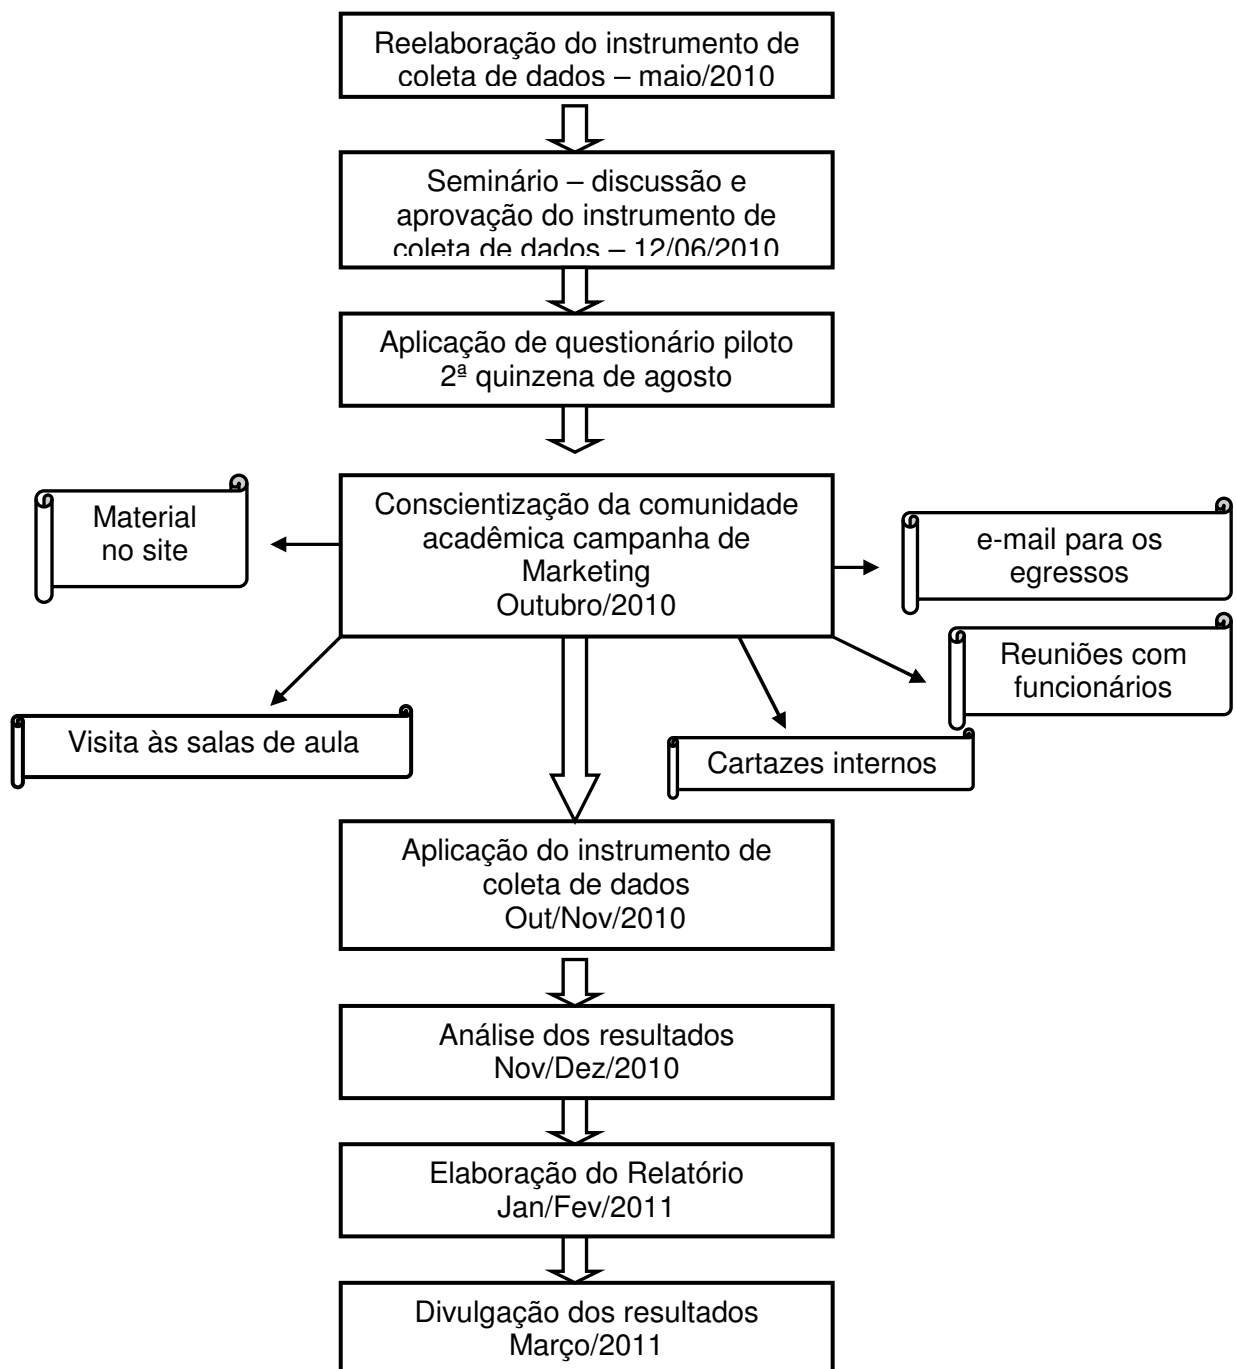 Reelaboração do instrumento de
coleta de dados – maio/2010
Seminário – discussão e
aprovação do instrumento de
coleta de dados – 12/06/2010
Aplicação de questionário piloto
2ª quinzena de agosto
Conscientização da comunidade
acadêmica campanha de
Marketing
Outubro/2010
Material
no site
e-mail para os
egressos
Reuniões com
funcionários
Visita às salas de aula
Cartazes internos
Aplicação do instrumento de
coleta de dados
Out/Nov/2010
Análise dos resultados
Nov/Dez/2010
Elaboração do Relatório
Jan/Fev/2011
Divulgação dos resultados
Março/2011